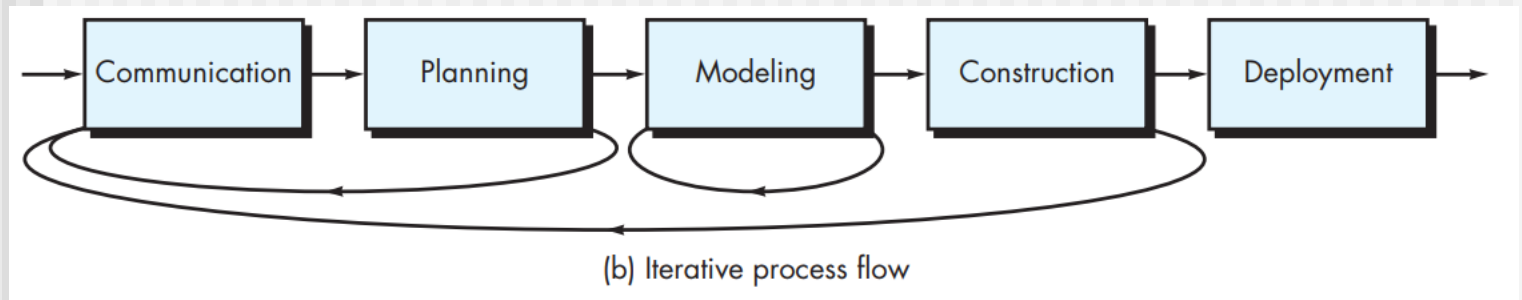 Communication Planning Modeling Construction Deployment
(b) Iterative process flow